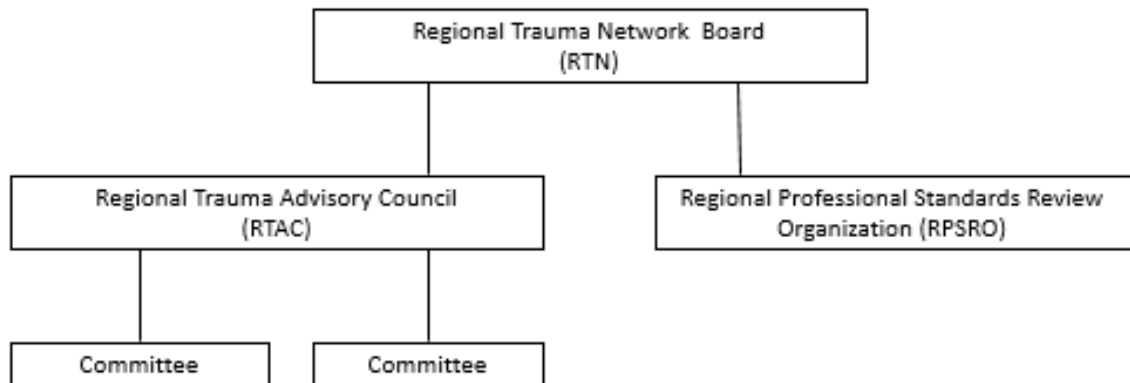 Regional Trauma Network Board
(RTN)
Regional Trauma Advisory Council
(RTAC)
Regional Professional Standards Review
Organization (RPSRO)
Committee
Committee